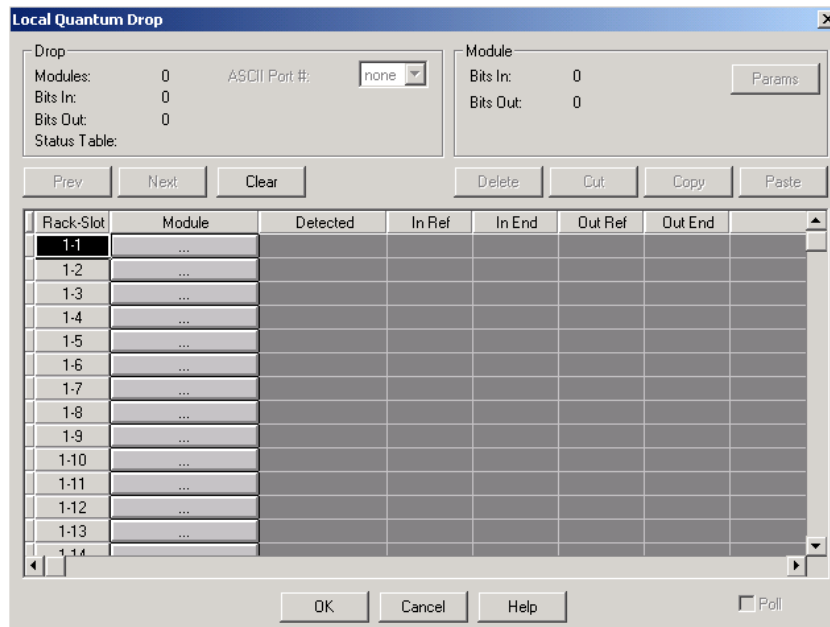 Local Quantum Drop
Drop
Modules: 0 ASCII Port #: none
Bits In: 0
Bits Out: 0
Status Table:
Module
Bits In: 0 Params
Bits Out: 0
Prev Next Clear Delete Cut Copy Paste
Rack-Slot Module Detected In Ref In End Out Ref Out End
1-1 ...
1-2 ...
1-3 ...
1-4 ...
1-5 ...
1-6 ...
1-7 ...
1-8 ...
1-9 ...
1-10 ...
1-11 ...
1-12 ...
1-13 ...
1-14
OK Cancel Help Poll